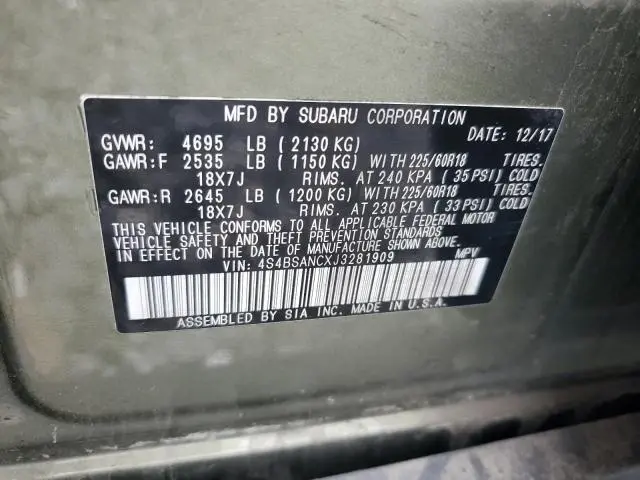 MFD BY SUBARU CORPORATION
DATE: 12/17
GVWR: 4695 LB (2130 KG)
GAWR:F 2535 LB (1150 KG) WITH 225/60R18 TIRES.
18X7J RIMS. AT 240 KPA (35 PSI) COLD
GAWR:R 2645 LB (1200 KG) WITH 225/60R18 TIRES.
18X7J RIMS. AT 230 KPA (33 PSI) COLD
THIS VEHICLE CONFORMS TO ALL APPLICABLE FEDERAL MOTOR
VEHICLE SAFETY AND THEFT PREVENTION STANDARDS
IN EFFECT ON THE DATE OF MANUFACTURE SHOWN ABOVE.
VIN: 4S4BSANCXJ3281909 MPV
ASSEMBLED BY SIA INC. MADE IN U.S.A.